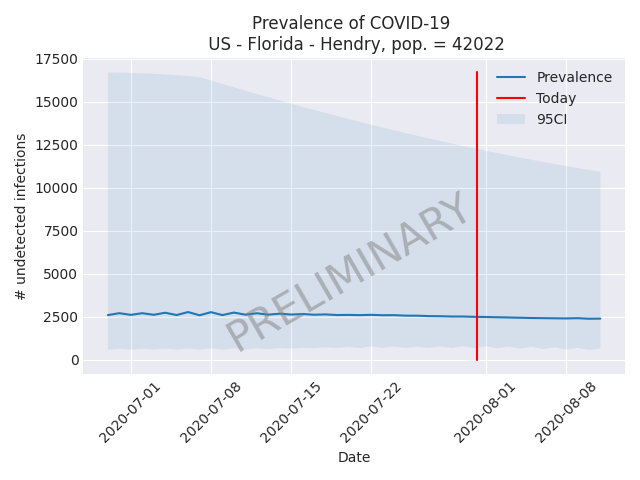 Prevalence of COVID-19
US - Florida - Hendry, pop. = 42022
17500
15000
12500
10000
7500
5000
2500
0
# undetected infections
Prevalence
Today
95CI
PRELIMINARY
2020-07-01
2020-07-08
2020-07-15
2020-07-22
2020-08-01
2020-08-08
Date